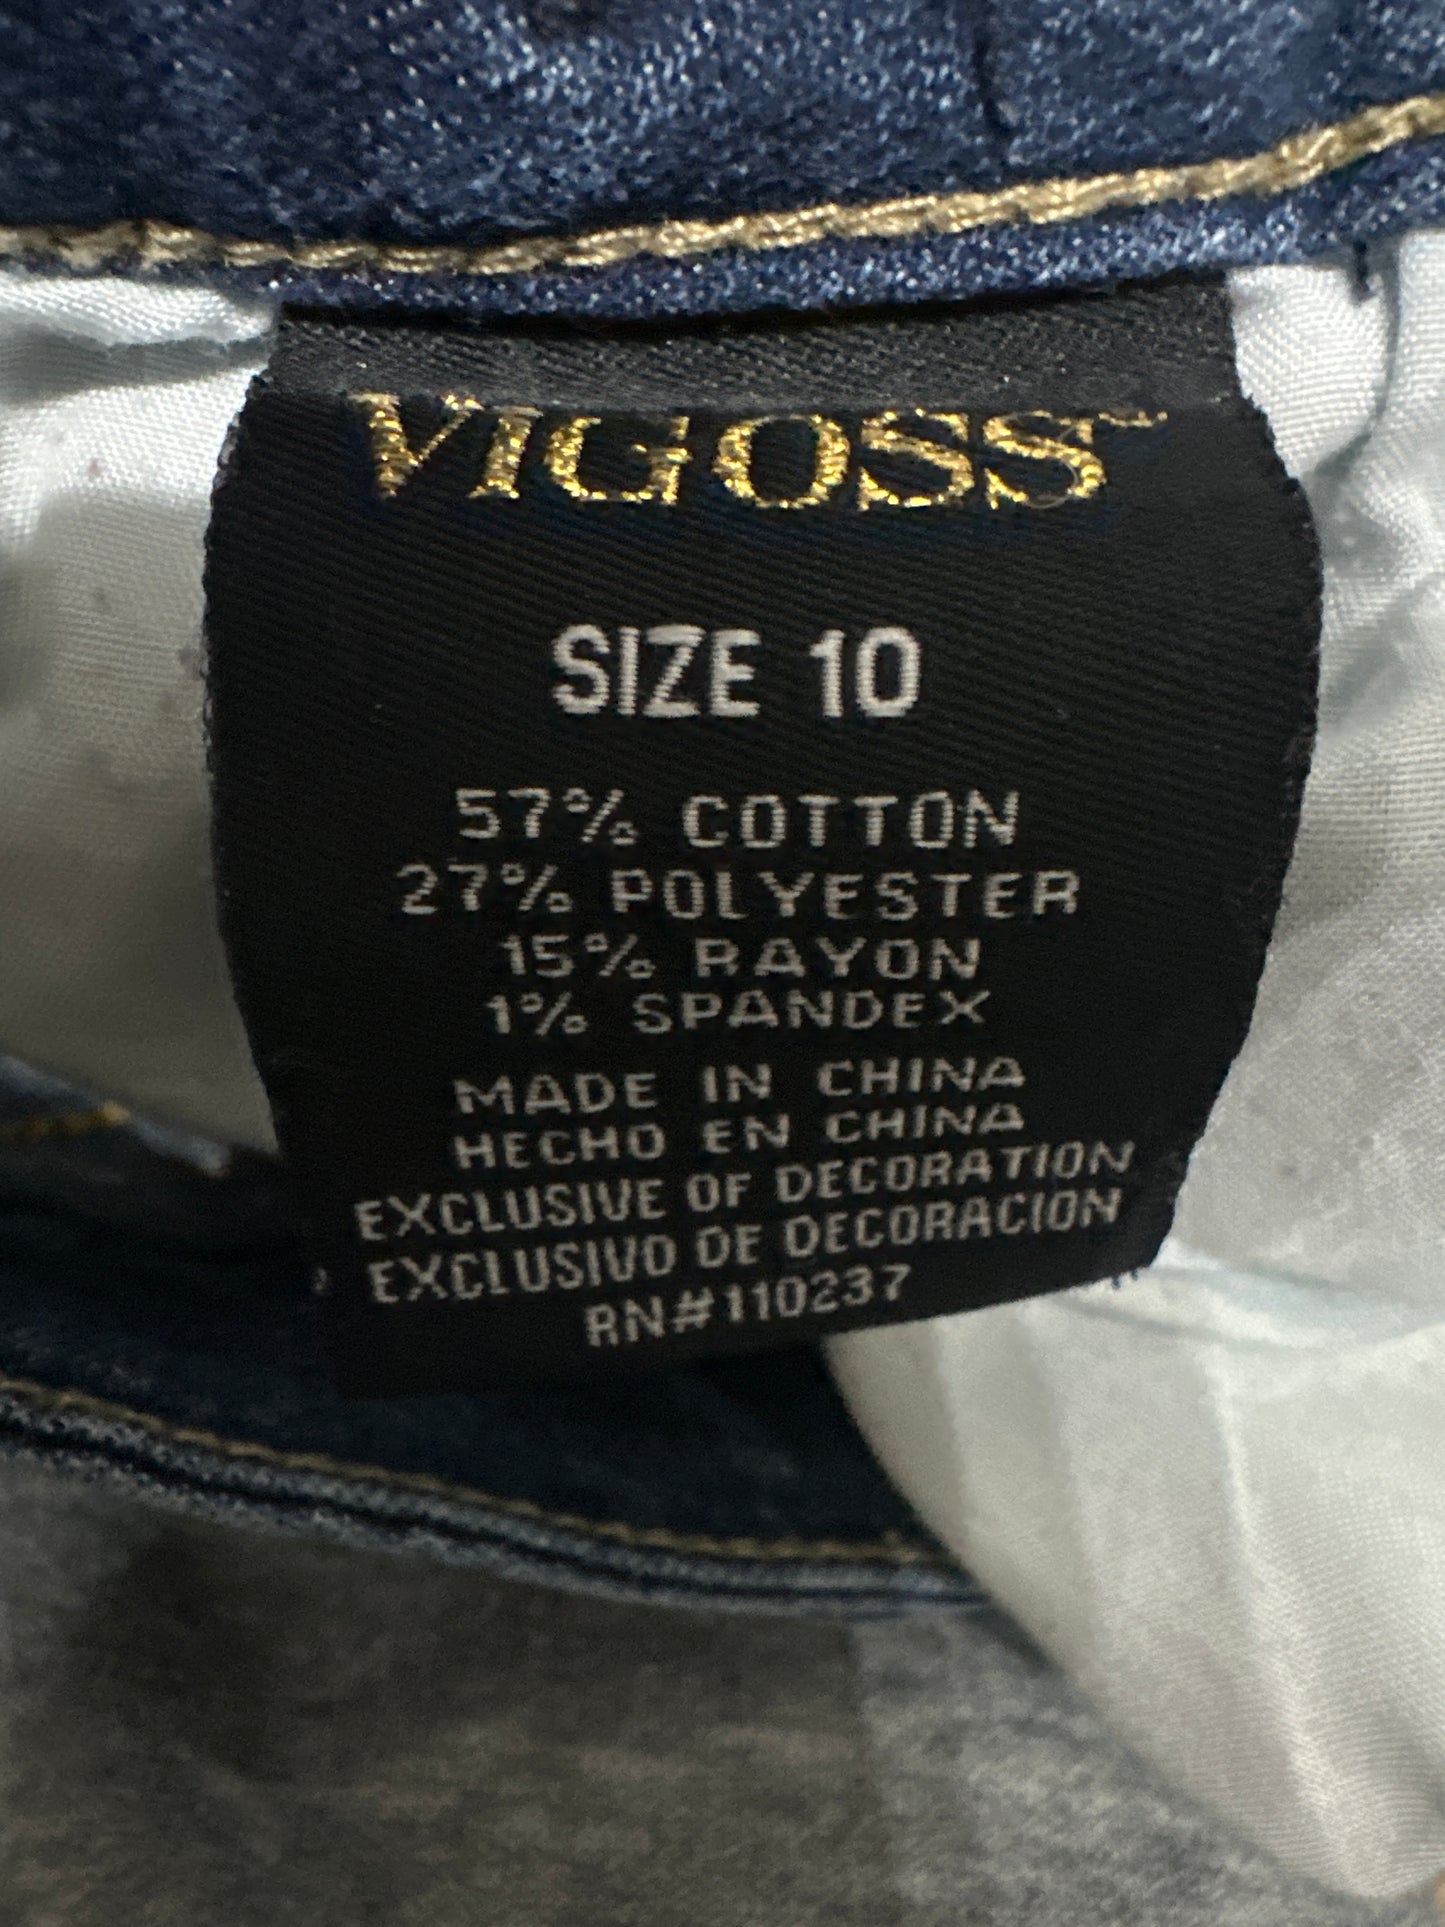 VIGOSS™
SIZE 10
57% COTTON
27% POLYESTER
15% RAYON
1% SPANDEX
MADE IN CHINA
HECHO EN CHINA
EXCLUSIVE OF DECORATION
EXCLUSIVO DE DECORACION
RN#110237